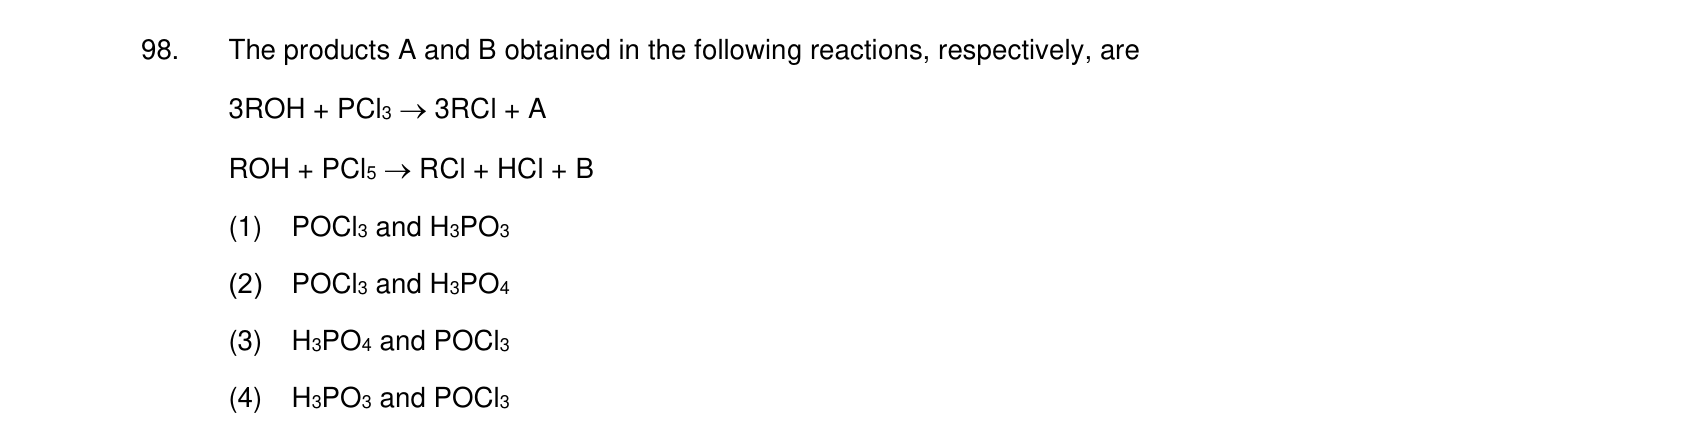 98. The products A and B obtained in the following reactions, respectively, are
3ROH + PCl₃ → 3RCl + A
ROH + PCl₅ → RCl + HCl + B
(1) POCl₃ and H₃PO₃
(2) POCl₃ and H₃PO₄
(3) H₃PO₄ and POCl₃
(4) H₃PO₃ and POCl₃